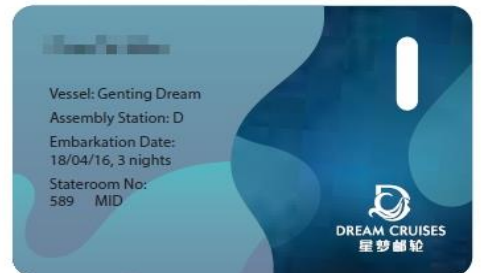 Vessel: Genting Dream
Assembly Station: D
Embarkation Date:
18/04/16, 3 nights
Stateroom No:
589 MID
DREAM CRUISES
星梦邮轮